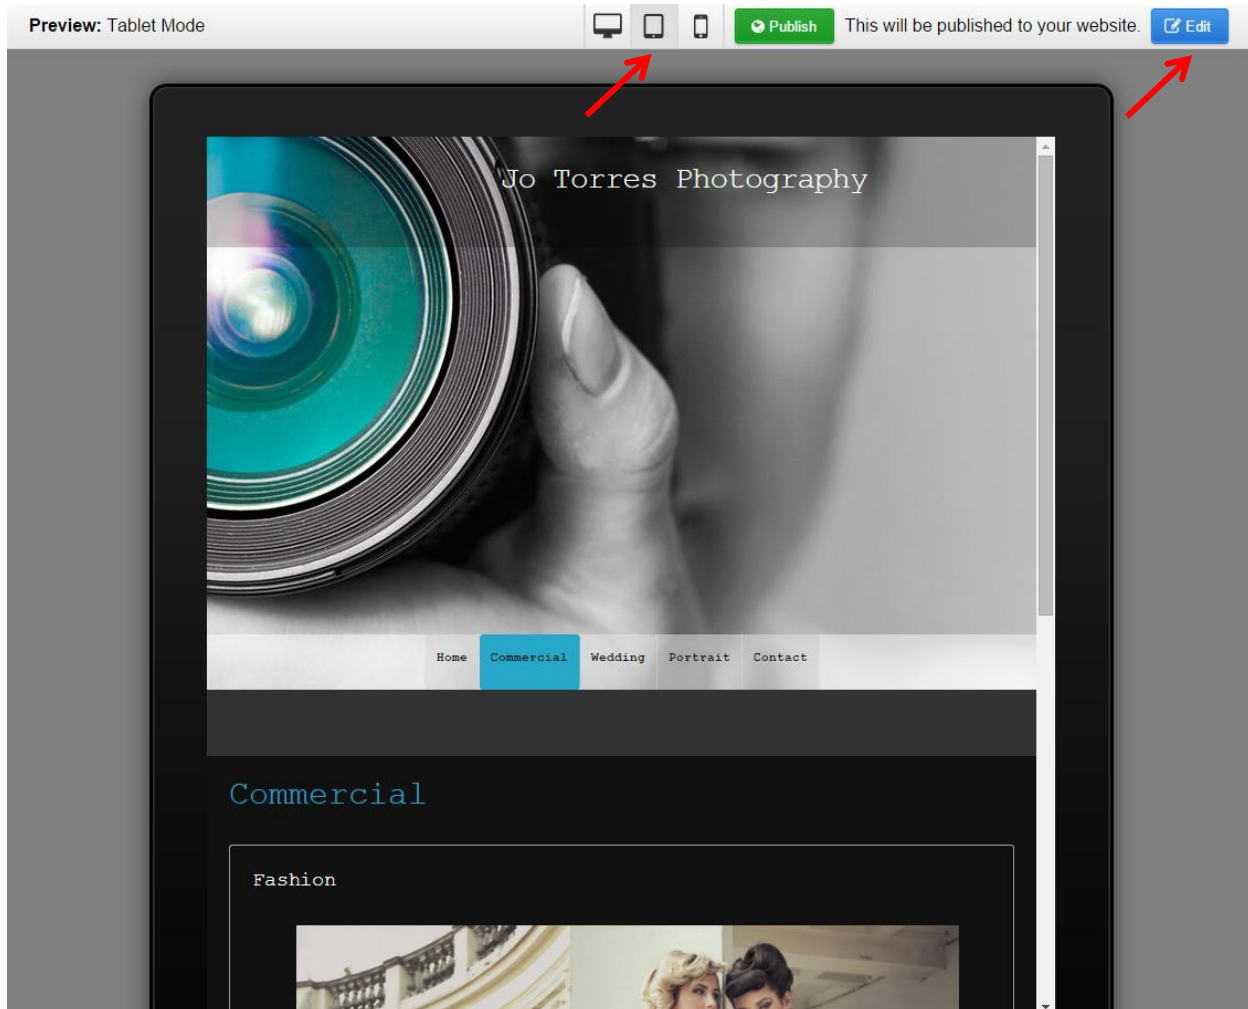 Preview: Tablet Mode
Publish
This will be published to your website.
Edit
Jo Torres Photography
Home Commercial Wedding Portrait Contact
Commercial
Fashion